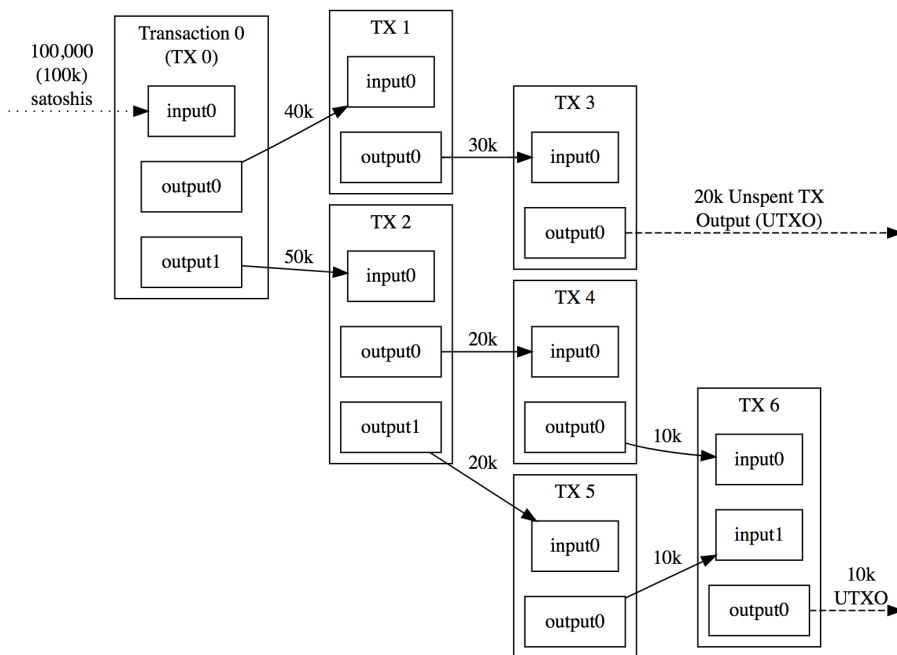 100,000
(100k)
satoshis
Transaction 0
(TX 0)
input0
output0
output1
40k
50k
TX 1
input0
output0
30k
TX 2
input0
output0
output1
20k
20k
TX 3
input0
output0
20k Unspent TX
Output (UTXO)
TX 4
input0
output0
10k
TX 5
input0
output0
10k
TX 6
input0
input1
output0
10k
UTXO